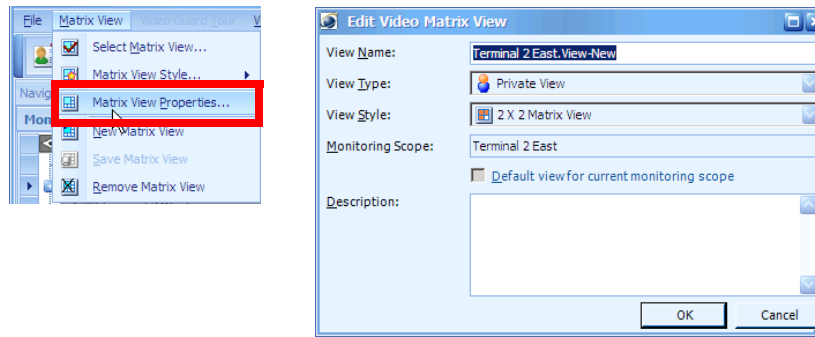 File Matrix View Video Guard Tour V
Select Matrix View...
Matrix View Style...
Navig
Matrix View Properties...
Mon
New Matrix View
Save Matrix View
Remove Matrix View
Edit Video Matrix View
View Name: Terminal 2 East.View-New
View Type: Private View
View Style: 2 X 2 Matrix View
Monitoring Scope: Terminal 2 East
Default view for current monitoring scope
Description:
OK Cancel